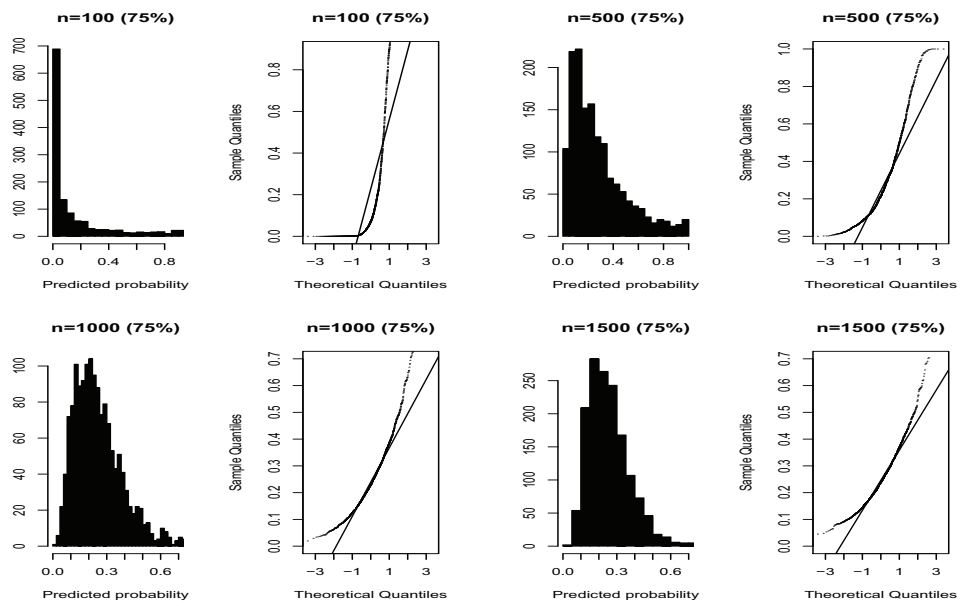 n=100 (75%)
n=100 (75%)
n=500 (75%)
n=500 (75%)
0 100 200 300 400 500 600 700
0.0 0.4 0.8
Predicted probability
Sample Quantiles
0.0 0.2 0.4 0.6 0.8
−3 −1 1 3
Theoretical Quantiles
0 50 100 150 200
0.0 0.4 0.8
Predicted probability
Sample Quantiles
0.0 0.2 0.4 0.6 0.8 1.0
−3 −1 1 3
Theoretical Quantiles
n=1000 (75%)
n=1000 (75%)
n=1500 (75%)
n=1500 (75%)
0 20 40 60 80 100
0.0 0.3 0.6
Predicted probability
Sample Quantiles
0.0 0.1 0.2 0.3 0.4 0.5 0.6 0.7
−3 −1 1 3
Theoretical Quantiles
0 50 100 150 200 250
0.0 0.3 0.6
Predicted probability
Sample Quantiles
0.0 0.1 0.2 0.3 0.4 0.5 0.6 0.7
−3 −1 1 3
Theoretical Quantiles